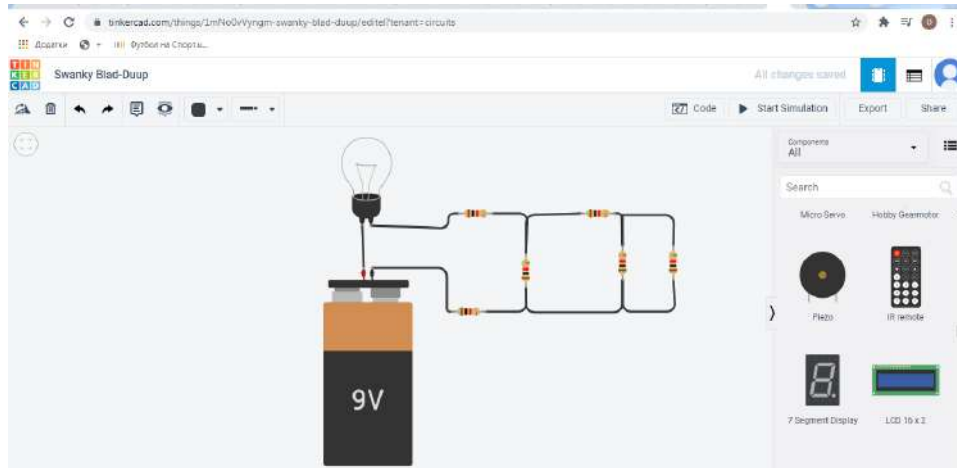 tinkercad.com/things/1mNo0vVyngm-swanky-blad-duup/editel?tenant=circuits
Додатки
Футбол на Спорт.u...
TIN
KER
CAD
Swanky Blad-Duup
All changes saved
Code
Start Simulation
Export
Share
Components
All
Search
Micro Servo
Hobby Gearmotor
Piezo
IR remote
7 Segment Display
LCD 16 x 2
9V